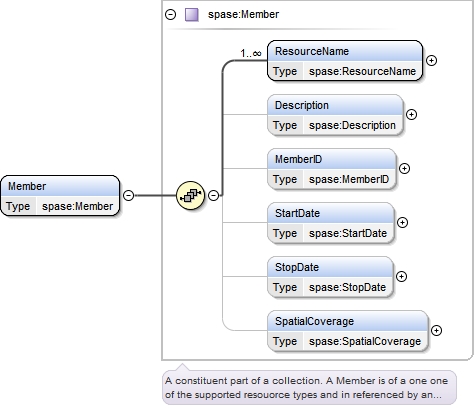 spase:Member
1..∞
ResourceName
Type spase:ResourceName
Description
Type spase:Description
MemberID
Type spase:MemberID
Member
Type spase:Member
StartDate
Type spase:StartDate
StopDate
Type spase:StopDate
SpatialCoverage
Type spase:SpatialCoverage
A constituent part of a collection. A Member is of a one one
of the supported resouorce types and in referenced by an...